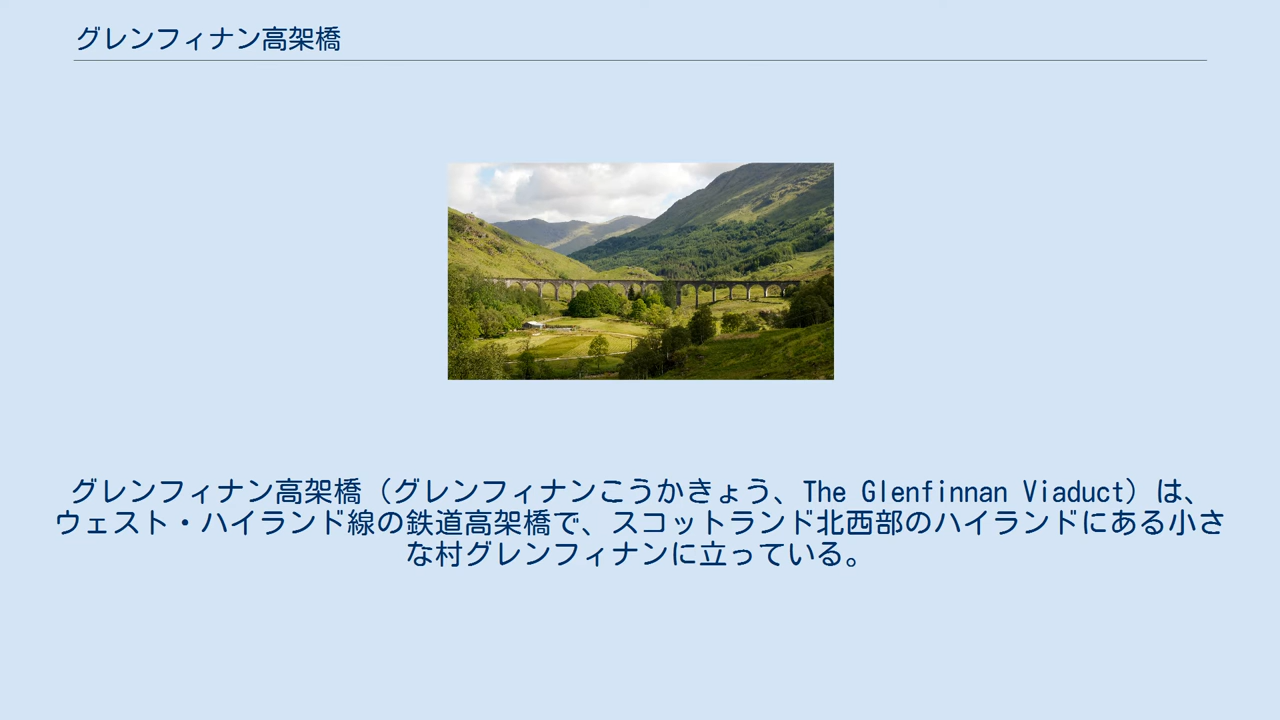 グレンフィナン高架橋
グレンフィナン高架橋（グレンフィナンこうかきょう、The Glenfinnan Viaduct）は、
ウェスト・ハイランド線の鉄道高架橋で、スコットランド北西部のハイランドにある小さ
な村グレンフィナンに立っている。